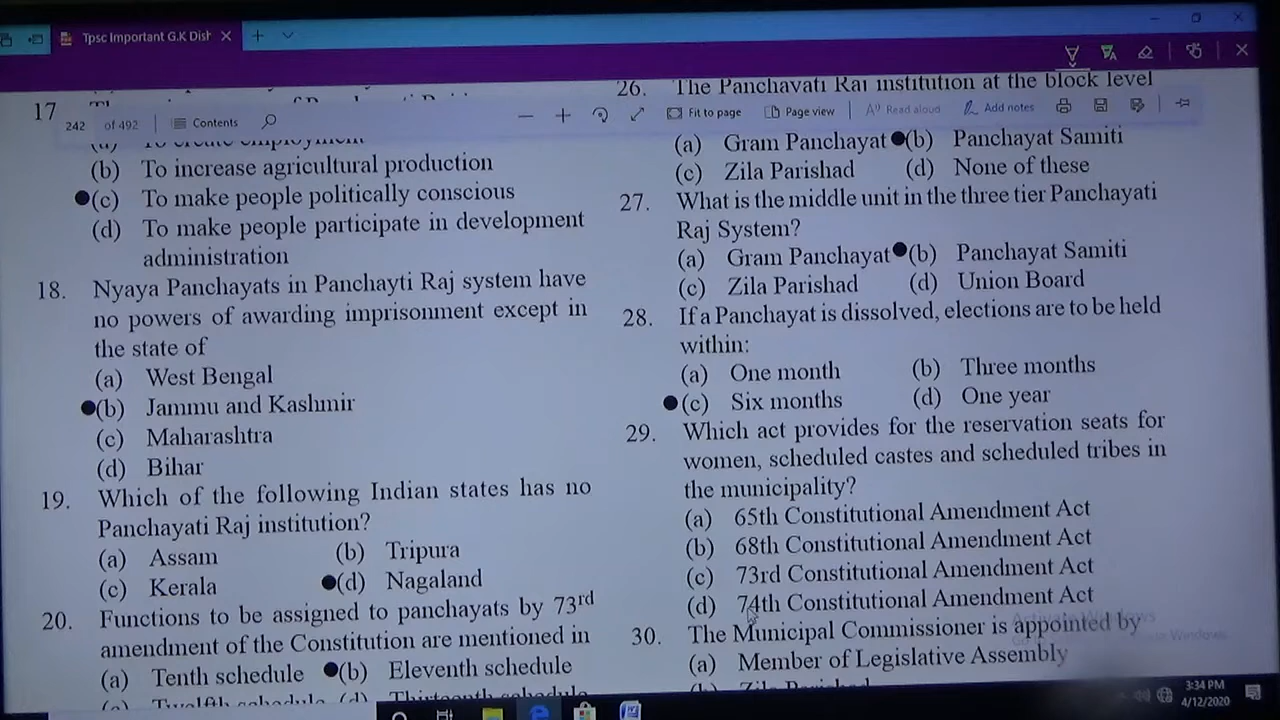 Tpsc Important G.K Dist
242 of 492
Contents
Fit to page
Page view
Read aloud
Add notes
17
(b) To increase agricultural production
(c) To make people politically conscious
(d) To make people participate in development
administration
18. Nyaya Panchayats in Panchayti Raj system have
no powers of awarding imprisonment except in
the state of
(a) West Bengal
(b) Jammu and Kashmir
(c) Maharashtra
(d) Bihar
19. Which of the following Indian states has no
Panchayati Raj institution?
(a) Assam (b) Tripura
(c) Kerala (d) Nagaland
20. Functions to be assigned to panchayats by 73rd
amendment of the Constitution are mentioned in
(a) Tenth schedule (b) Eleventh schedule
(c) Twelfth schedule (d) Thirteenth schedule
26. The Panchayati Raj institution at the block level
(a) Gram Panchayat (b) Panchayat Samiti
(c) Zila Parishad (d) None of these
27. What is the middle unit in the three tier Panchayati
Raj System?
(a) Gram Panchayat (b) Panchayat Samiti
(c) Zila Parishad (d) Union Board
28. If a Panchayat is dissolved, elections are to be held
within:
(a) One month (b) Three months
(c) Six months (d) One year
29. Which act provides for the reservation seats for
women, scheduled castes and scheduled tribes in
the municipality?
(a) 65th Constitutional Amendment Act
(b) 68th Constitutional Amendment Act
(c) 73rd Constitutional Amendment Act
(d) 74th Constitutional Amendment Act
30. The Municipal Commissioner is appointed by
(a) Member of Legislative Assembly
Activate Windows
3:34 PM
4/12/2020